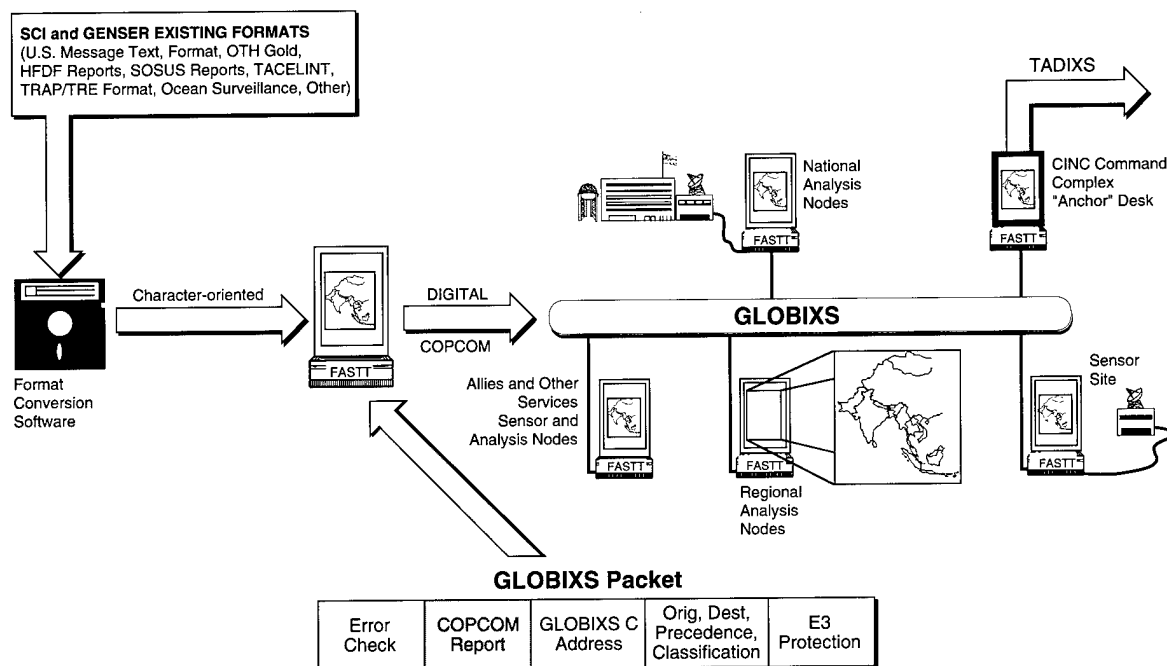 SCI and GENSER EXISTING FORMATS
(U.S. Message Text, Format, OTH Gold,
HFDF Reports, SOSUS Reports, TACELINT,
TRAP/TRE Format, Ocean Surveillance, Other)
TADIXS
National
Analysis
Nodes
FASTT
CINC Command
Complex
"Anchor" Desk
FASTT
Character-oriented
FASTT
DIGITAL
COPCOM
GLOBIXS
Format
Conversion
Software
Allies and Other
Services
Sensor and
Analysis Nodes
FASTT
FASTT
Regional
Analysis
Nodes
Sensor
Site
FASTT
GLOBIXS Packet
Error
Check
COPCOM
Report
GLOBIXS C
Address
Orig, Dest,
Precedence,
Classification
E3
Protection